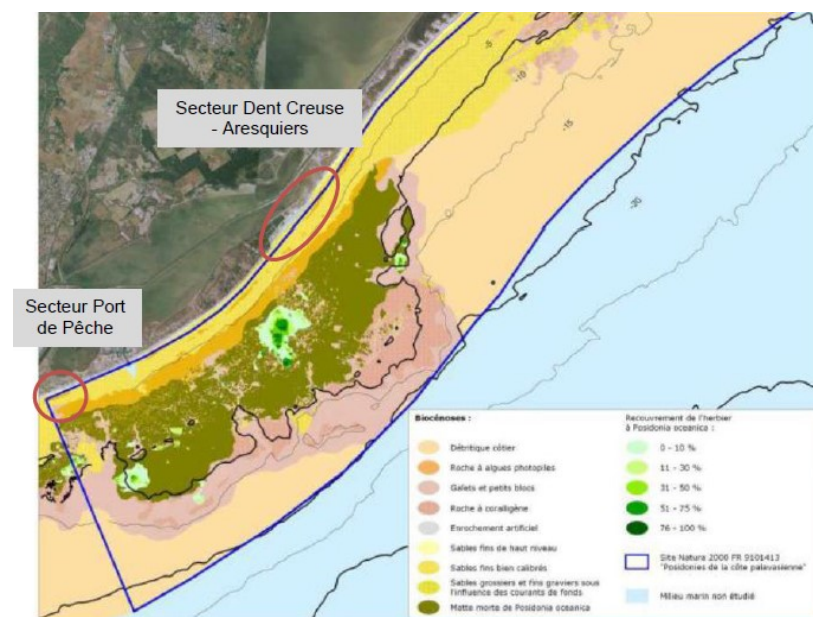 Secteur Dent Creuse
- Aresquiers
Secteur Port
de Pêche
-5
-10
-15
-20
Biocénoses :
Détritique côtier
Roche à algues photopiles
Galets et petits blocs
Roche à coralligène
Enrochement artificiel
Sables fins de haut niveau
Sables fins bien calibrés
Sables grossiers et fins graviers sous
l'influence des courants de fonds
Matte morte de Posidonia oceanica
Recouvrement de l'herbier
à Posidonia oceanica :
0 - 10 %
11 - 30 %
31 - 50 %
51 - 75 %
76 - 100 %
Site Natura 2000 FR 9101413
"Posidonies de la côte palavasienne"
Milieu marin non étudié